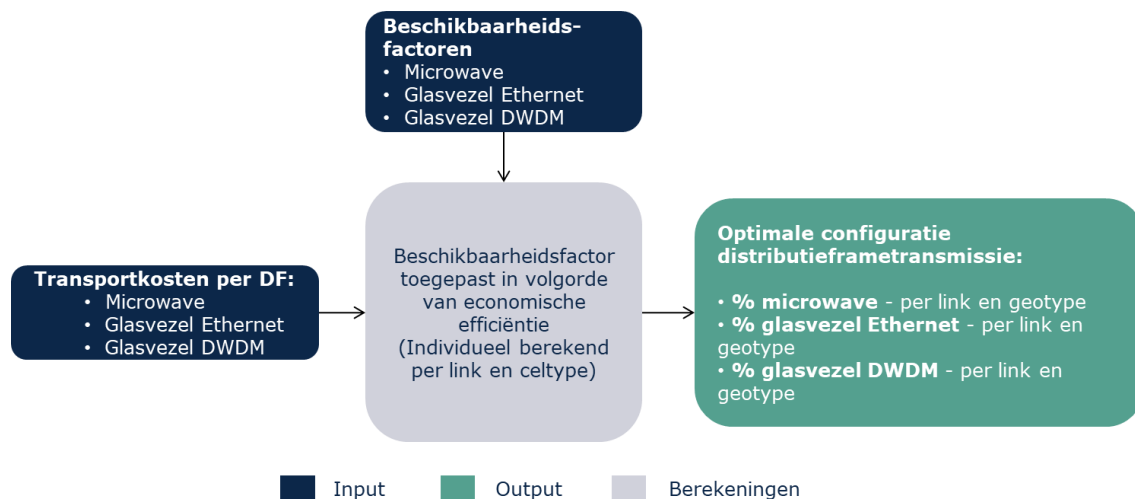 Beschikbaarheids-
factoren
• Microwave
• Glasvezel Ethernet
• Glasvezel DWDM
Transportkosten per DF:
• Microwave
• Glasvezel Ethernet
• Glasvezel DWDM
Beschikbaarheidsfactor
toegepast in volgorde
van economische
efficiëntie
(Individueel berekend
per link en celtype)
Optimale configuratie
distributieframetransmissie:
• % microwave - per link en geotype
• % glasvezel Ethernet - per link en
geotype
• % glasvezel DWDM - per link en
geotype
Input
Output
Berekeningen